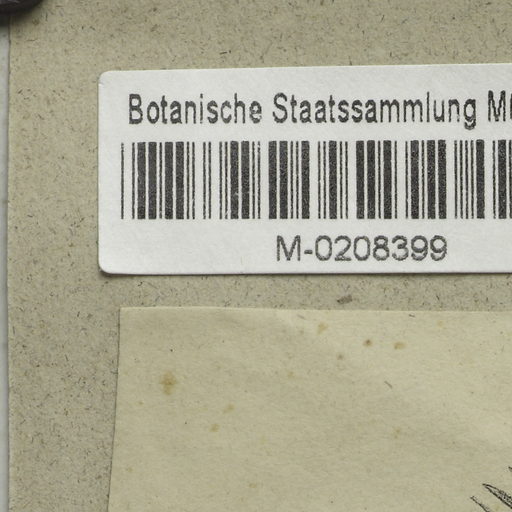 Botanische Staatssammlung
M-0208399